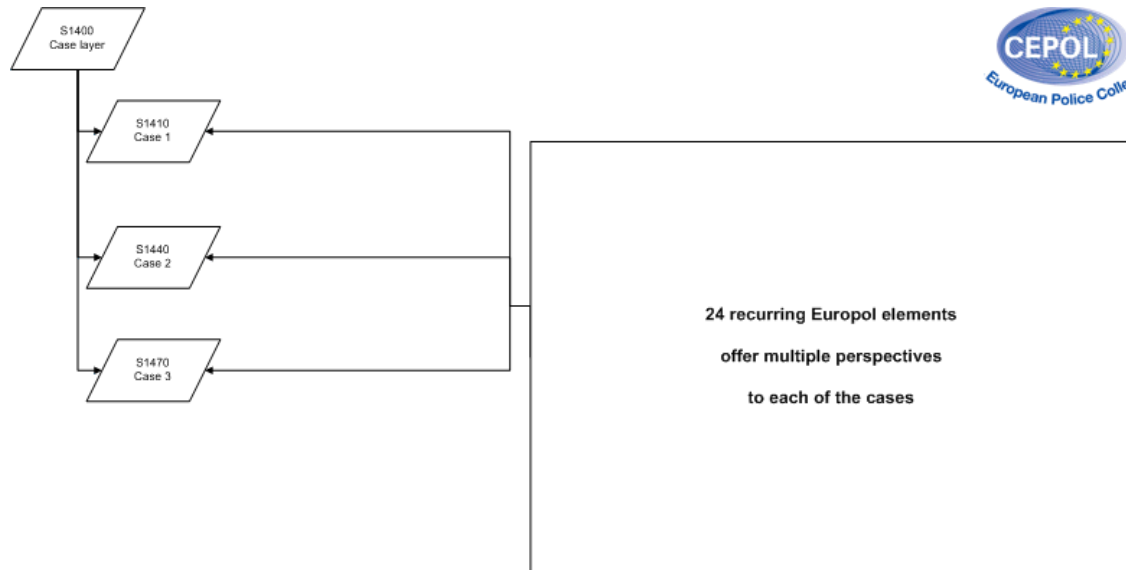 S1400
Case layer
CEPOL
European Police Colle
S1410
Case 1
S1440
Case 2
24 recurring Europol elements
offer multiple perspectives
to each of the cases
S1470
Case 3